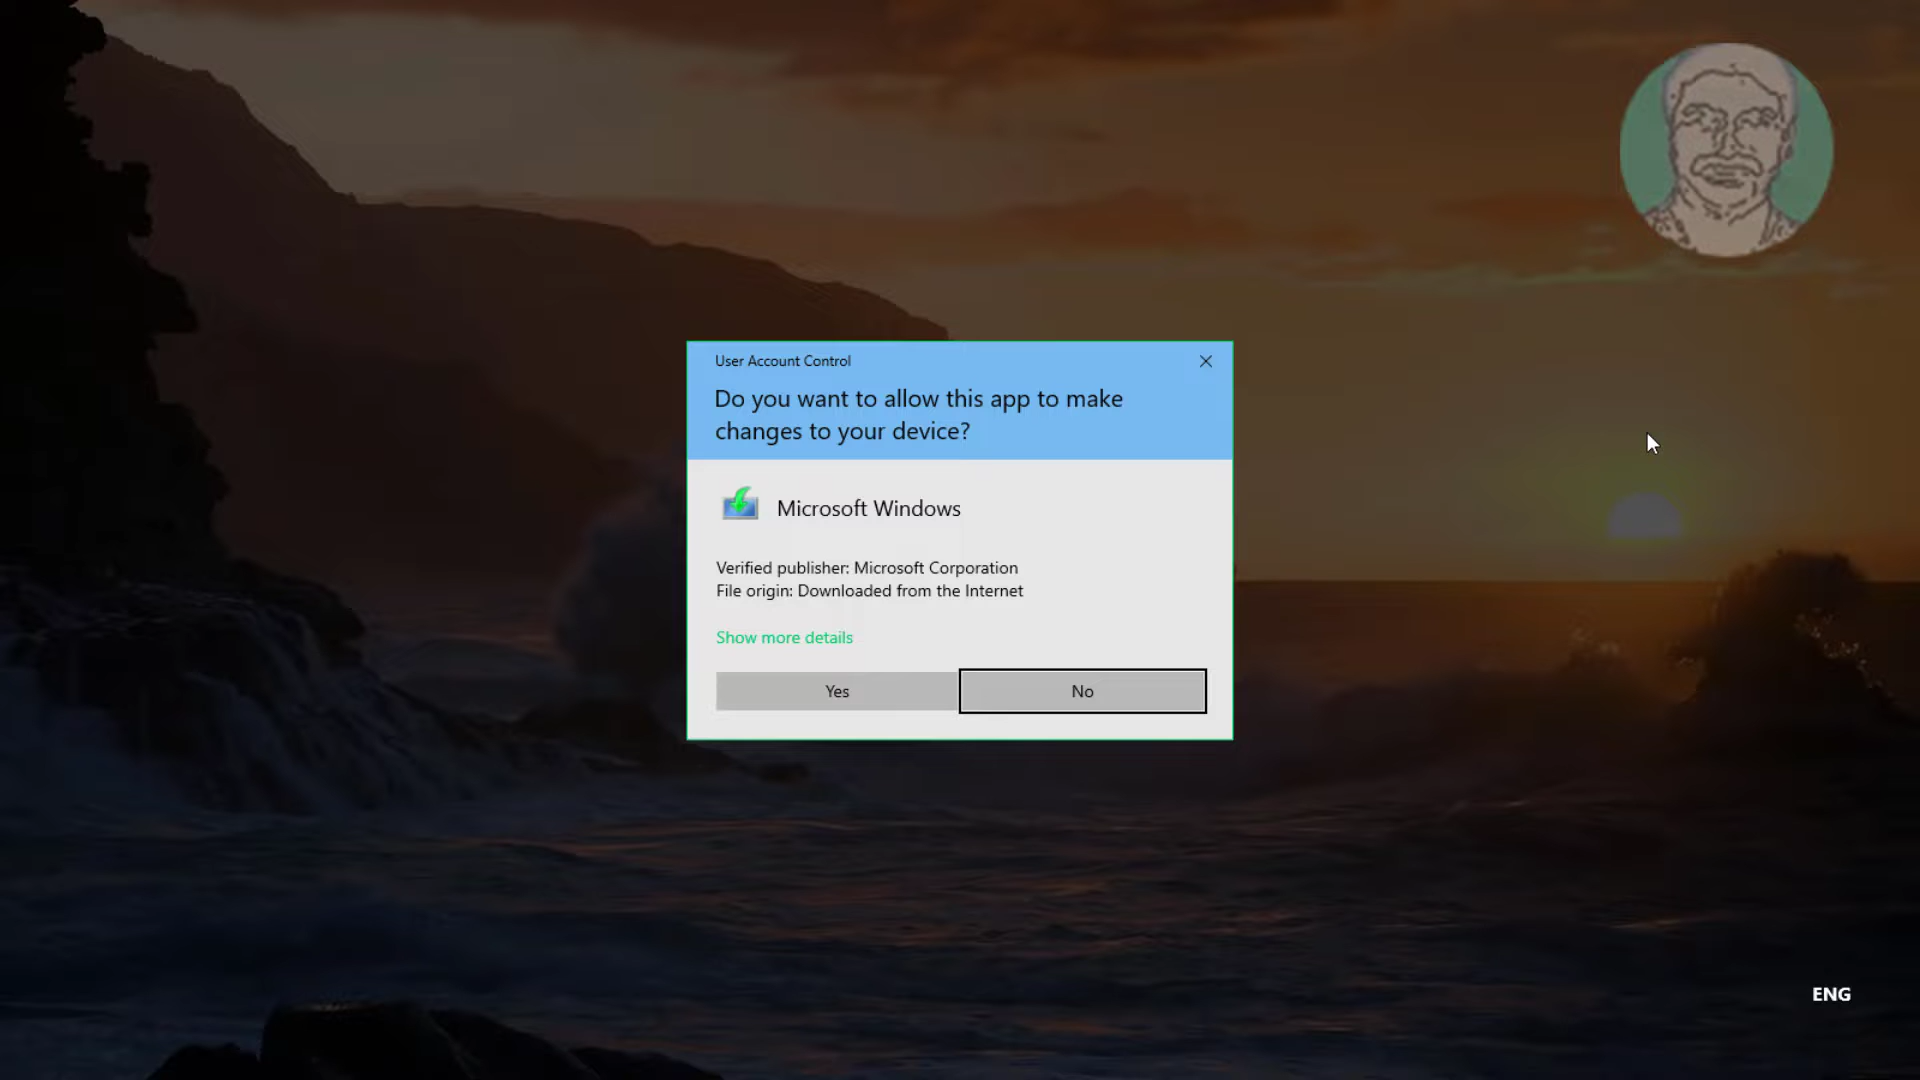 User Account Control
Do you want to allow this app to make
changes to your device?
Microsoft Windows
Verified publisher: Microsoft Corporation
File origin: Downloaded from the Internet
Show more details
Yes
No
ENG